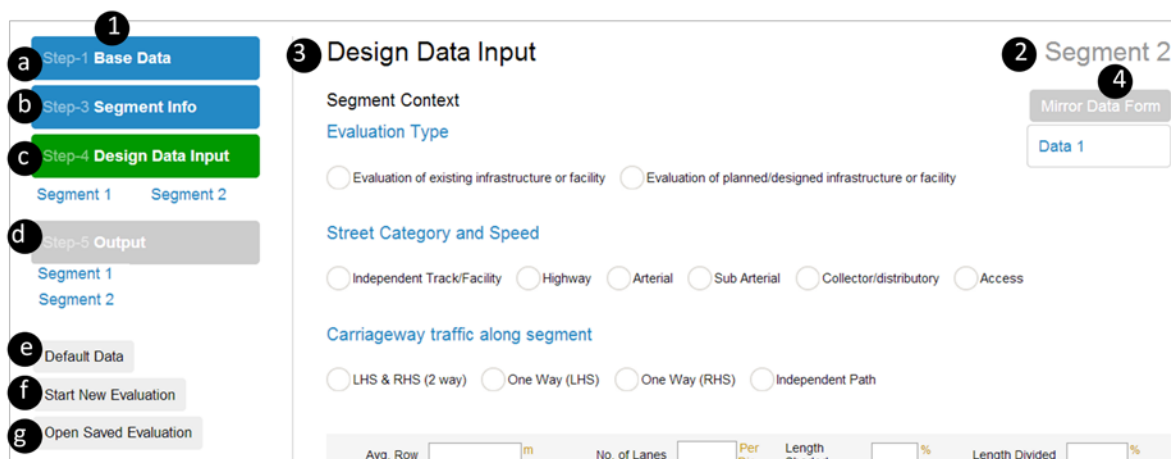 1
a Step-1 Base Data
b Step-3 Segment Info
c Step-4 Design Data Input
Segment 1 Segment 2
d Step-5 Output
Segment 1
Segment 2
e Default Data
f Start New Evaluation
g Open Saved Evaluation
3 Design Data Input
2 Segment 2
4
Mirror Data Form
Data 1
Segment Context
Evaluation Type
Evaluation of existing infrastructure or facility Evaluation of planned/designed infrastructure or facility
Street Category and Speed
Independent Track/Facility Highway Arterial Sub Arterial Collector/distributory Access
Carriageway traffic along segment
LHS & RHS (2 way) One Way (LHS) One Way (RHS) Independent Path
Avg. Row m No. of Lanes Per Length % Length Divided %